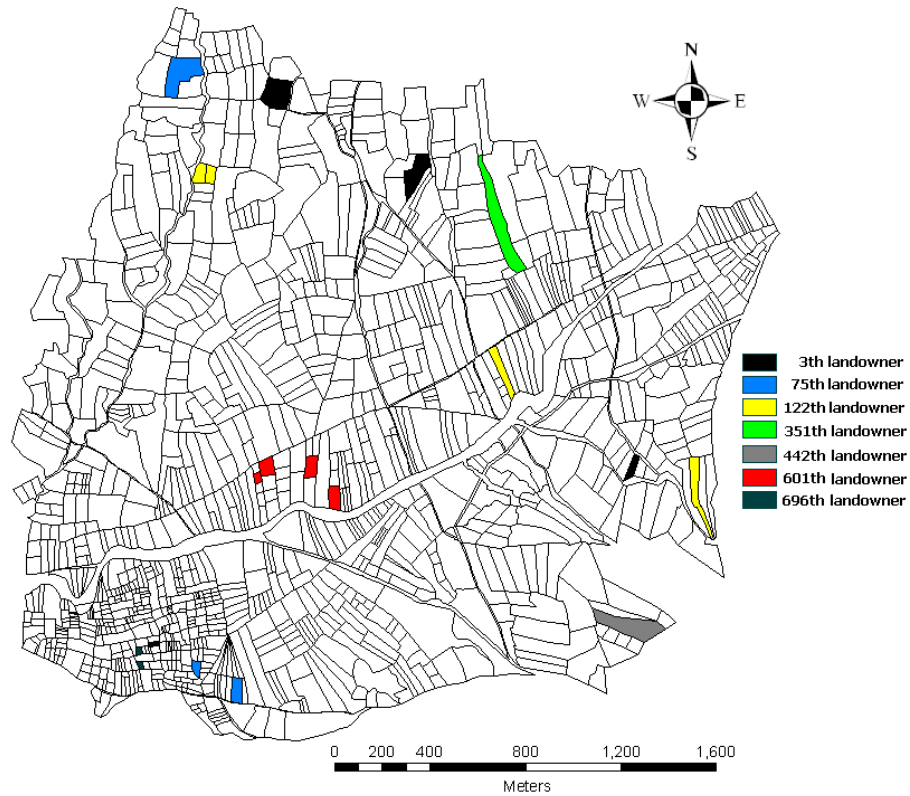 N
W E
S
3th landowner
75th landowner
122th landowner
351th landowner
442th landowner
601th landowner
696th landowner
0 200 400 800 1,200 1,600
Meters